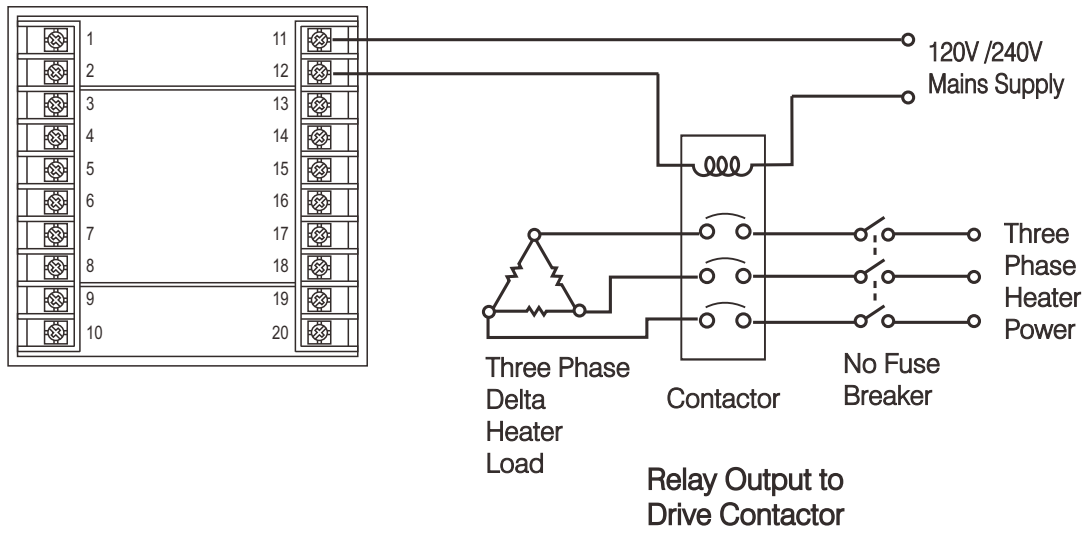 1
2
3
4
5
6
7
8
9
10
11
12
13
14
15
16
17
18
19
20
120V /240V
Mains Supply
Three
Phase
Heater
Power
No Fuse
Breaker
Contactor
Three Phase
Delta
Heater
Load
Relay Output to
Drive Contactor